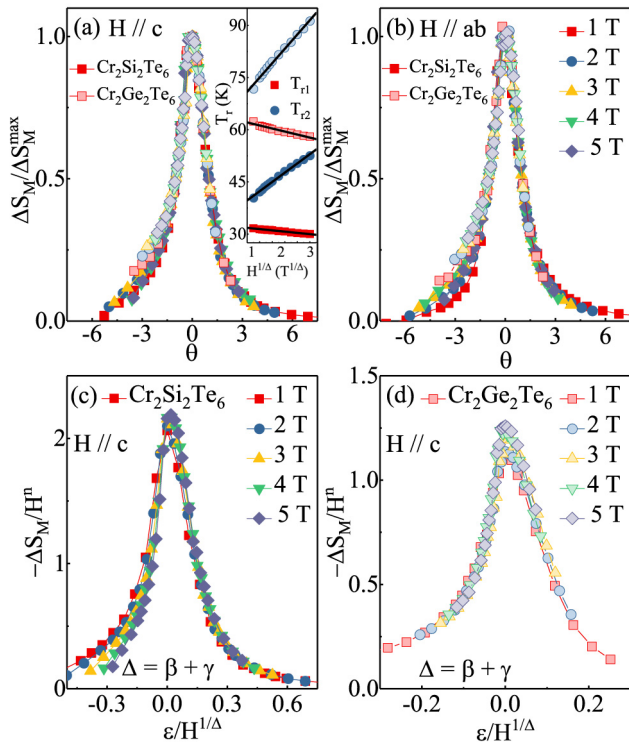 (a) H // c
Cr2Si2Te6
Cr2Ge2Te6
ΔS_M/ΔS_M^max
1.0
0.5
0.0
-6 -3 0 3 6
θ
T_r (K)
90
75
60
45
30
T_r1
T_r2
1 2 3
H^1/Δ (T^1/Δ)
(b) H // ab
Cr2Si2Te6
Cr2Ge2Te6
1 T
2 T
3 T
4 T
5 T
ΔS_M/ΔS_M^max
1.0
0.5
0.0
-6 -3 0 3 6
θ
(c) Cr2Si2Te6
H // c
1 T
2 T
3 T
4 T
5 T
-ΔS_M/H^n
2
1
0
Δ = β + γ
-0.3 0.0 0.3 0.6
ε/H^1/Δ
(d) Cr2Ge2Te6
H // c
1 T
2 T
3 T
4 T
5 T
-ΔS_M/H^n
1.5
1.0
0.5
0.0
Δ = β + γ
-0.2 0.0 0.2
ε/H^1/Δ